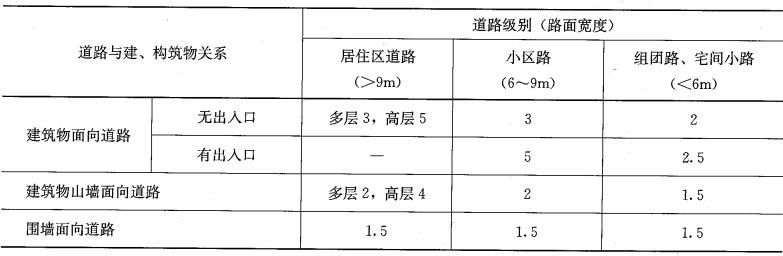 道路与建、构筑物关系 道路级别（路面宽度）
居住区道路 小区路 组团路、宅间小路
（>9m） （6～9m） （<6m）
建筑物面向道路 无出入口 多层3，高层5 3 2
有出入口 — 5 2.5
建筑物山墙面向道路 多层2，高层4 2 1.5
围墙面向道路 1.5 1.5 1.5